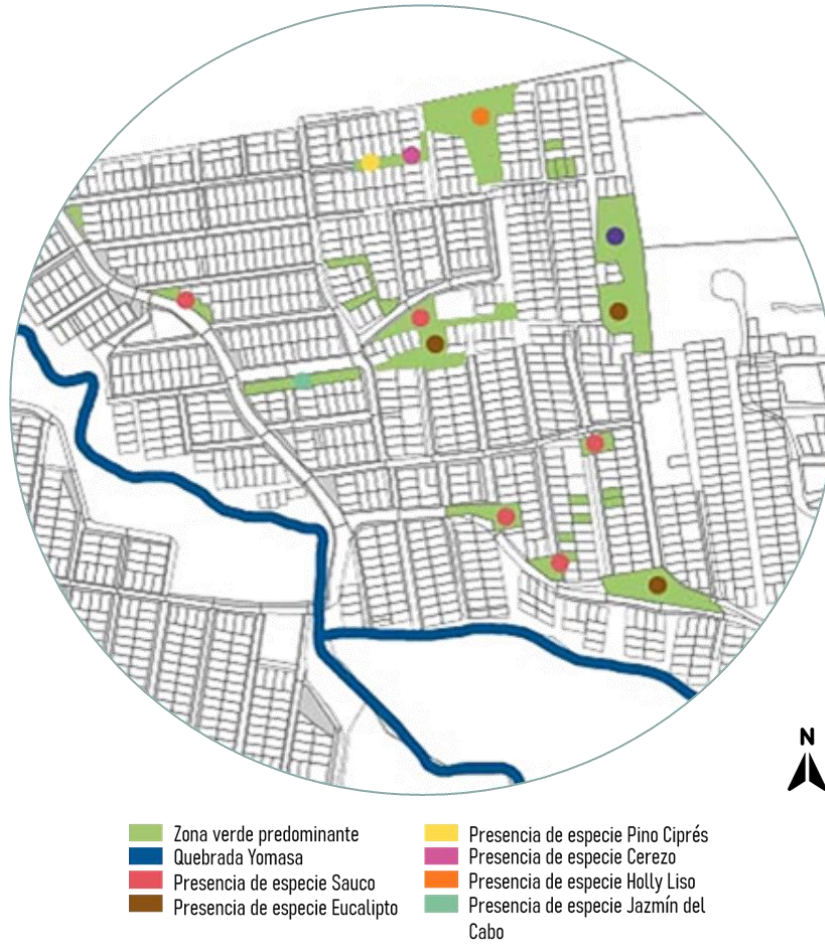 N
Zona verde predominante
Quebrada Yomasa
Presencia de especie Sauco
Presencia de especie Eucalipto
Presencia de especie Pino Ciprés
Presencia de especie Cerezo
Presencia de especie Holly Liso
Presencia de especie Jazmín del
Cabo